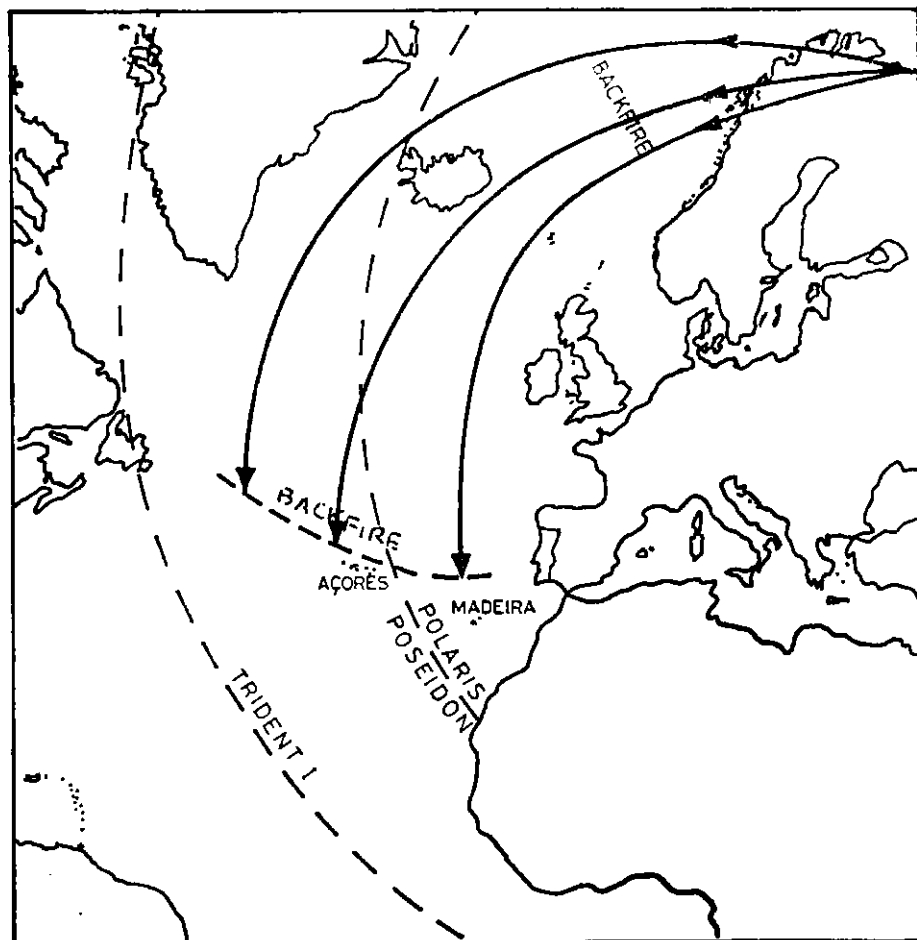 BACKFIRE
BACKFIRE
AÇORES
MADEIRA
POLARIS
POSEIDON
TRIDENT I